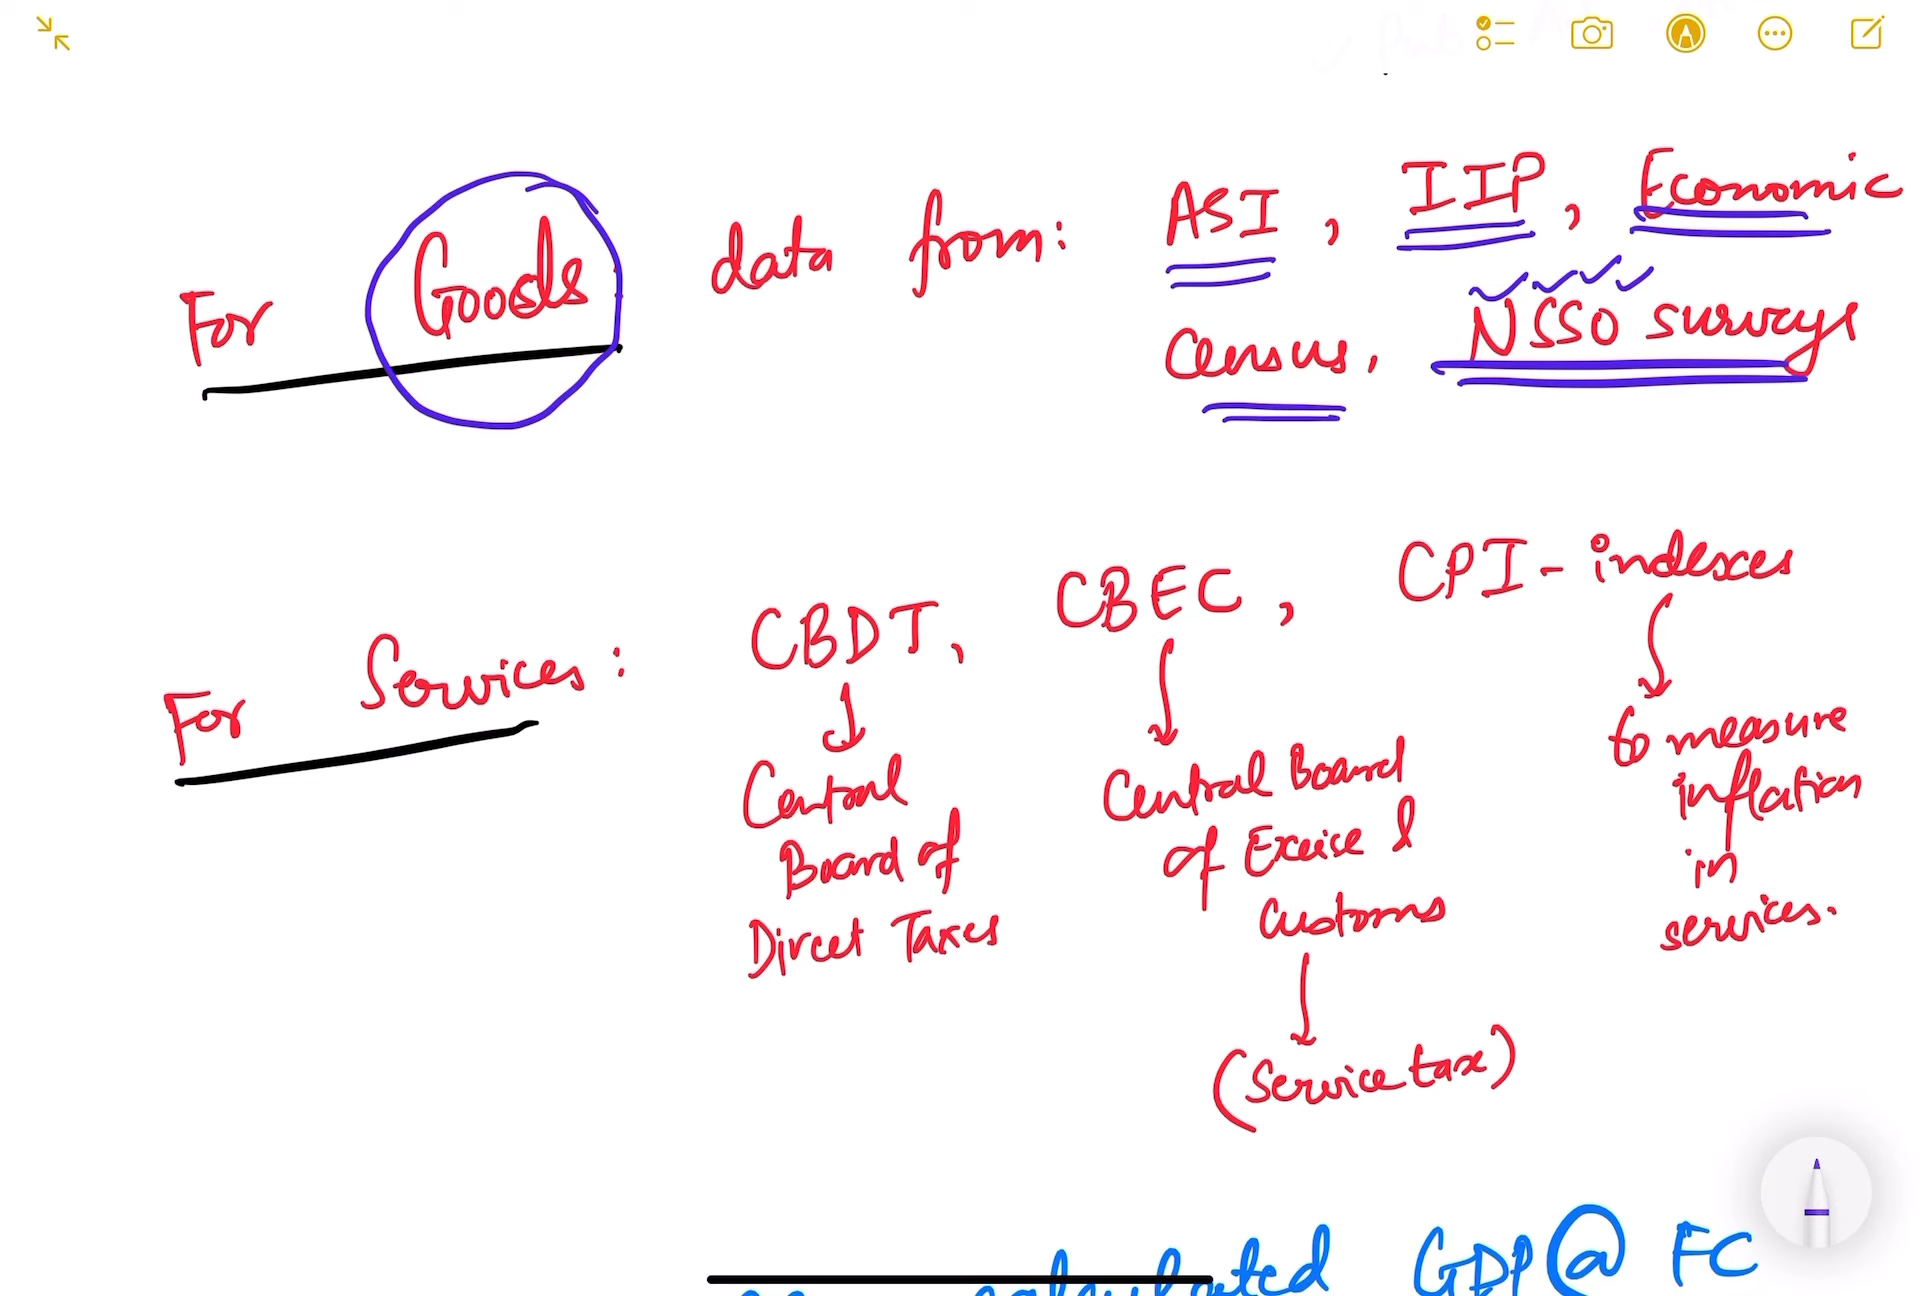 For Goods: data from: ASI, IIP, Economic
Census, NSSO surveys
For Services: CBDT, CBEC, CPI - indexes
Central Board of Direct Taxes
Central Board of Excise & Customs
(Service tax)
to measure inflation in services.
calculated GDP @ FC